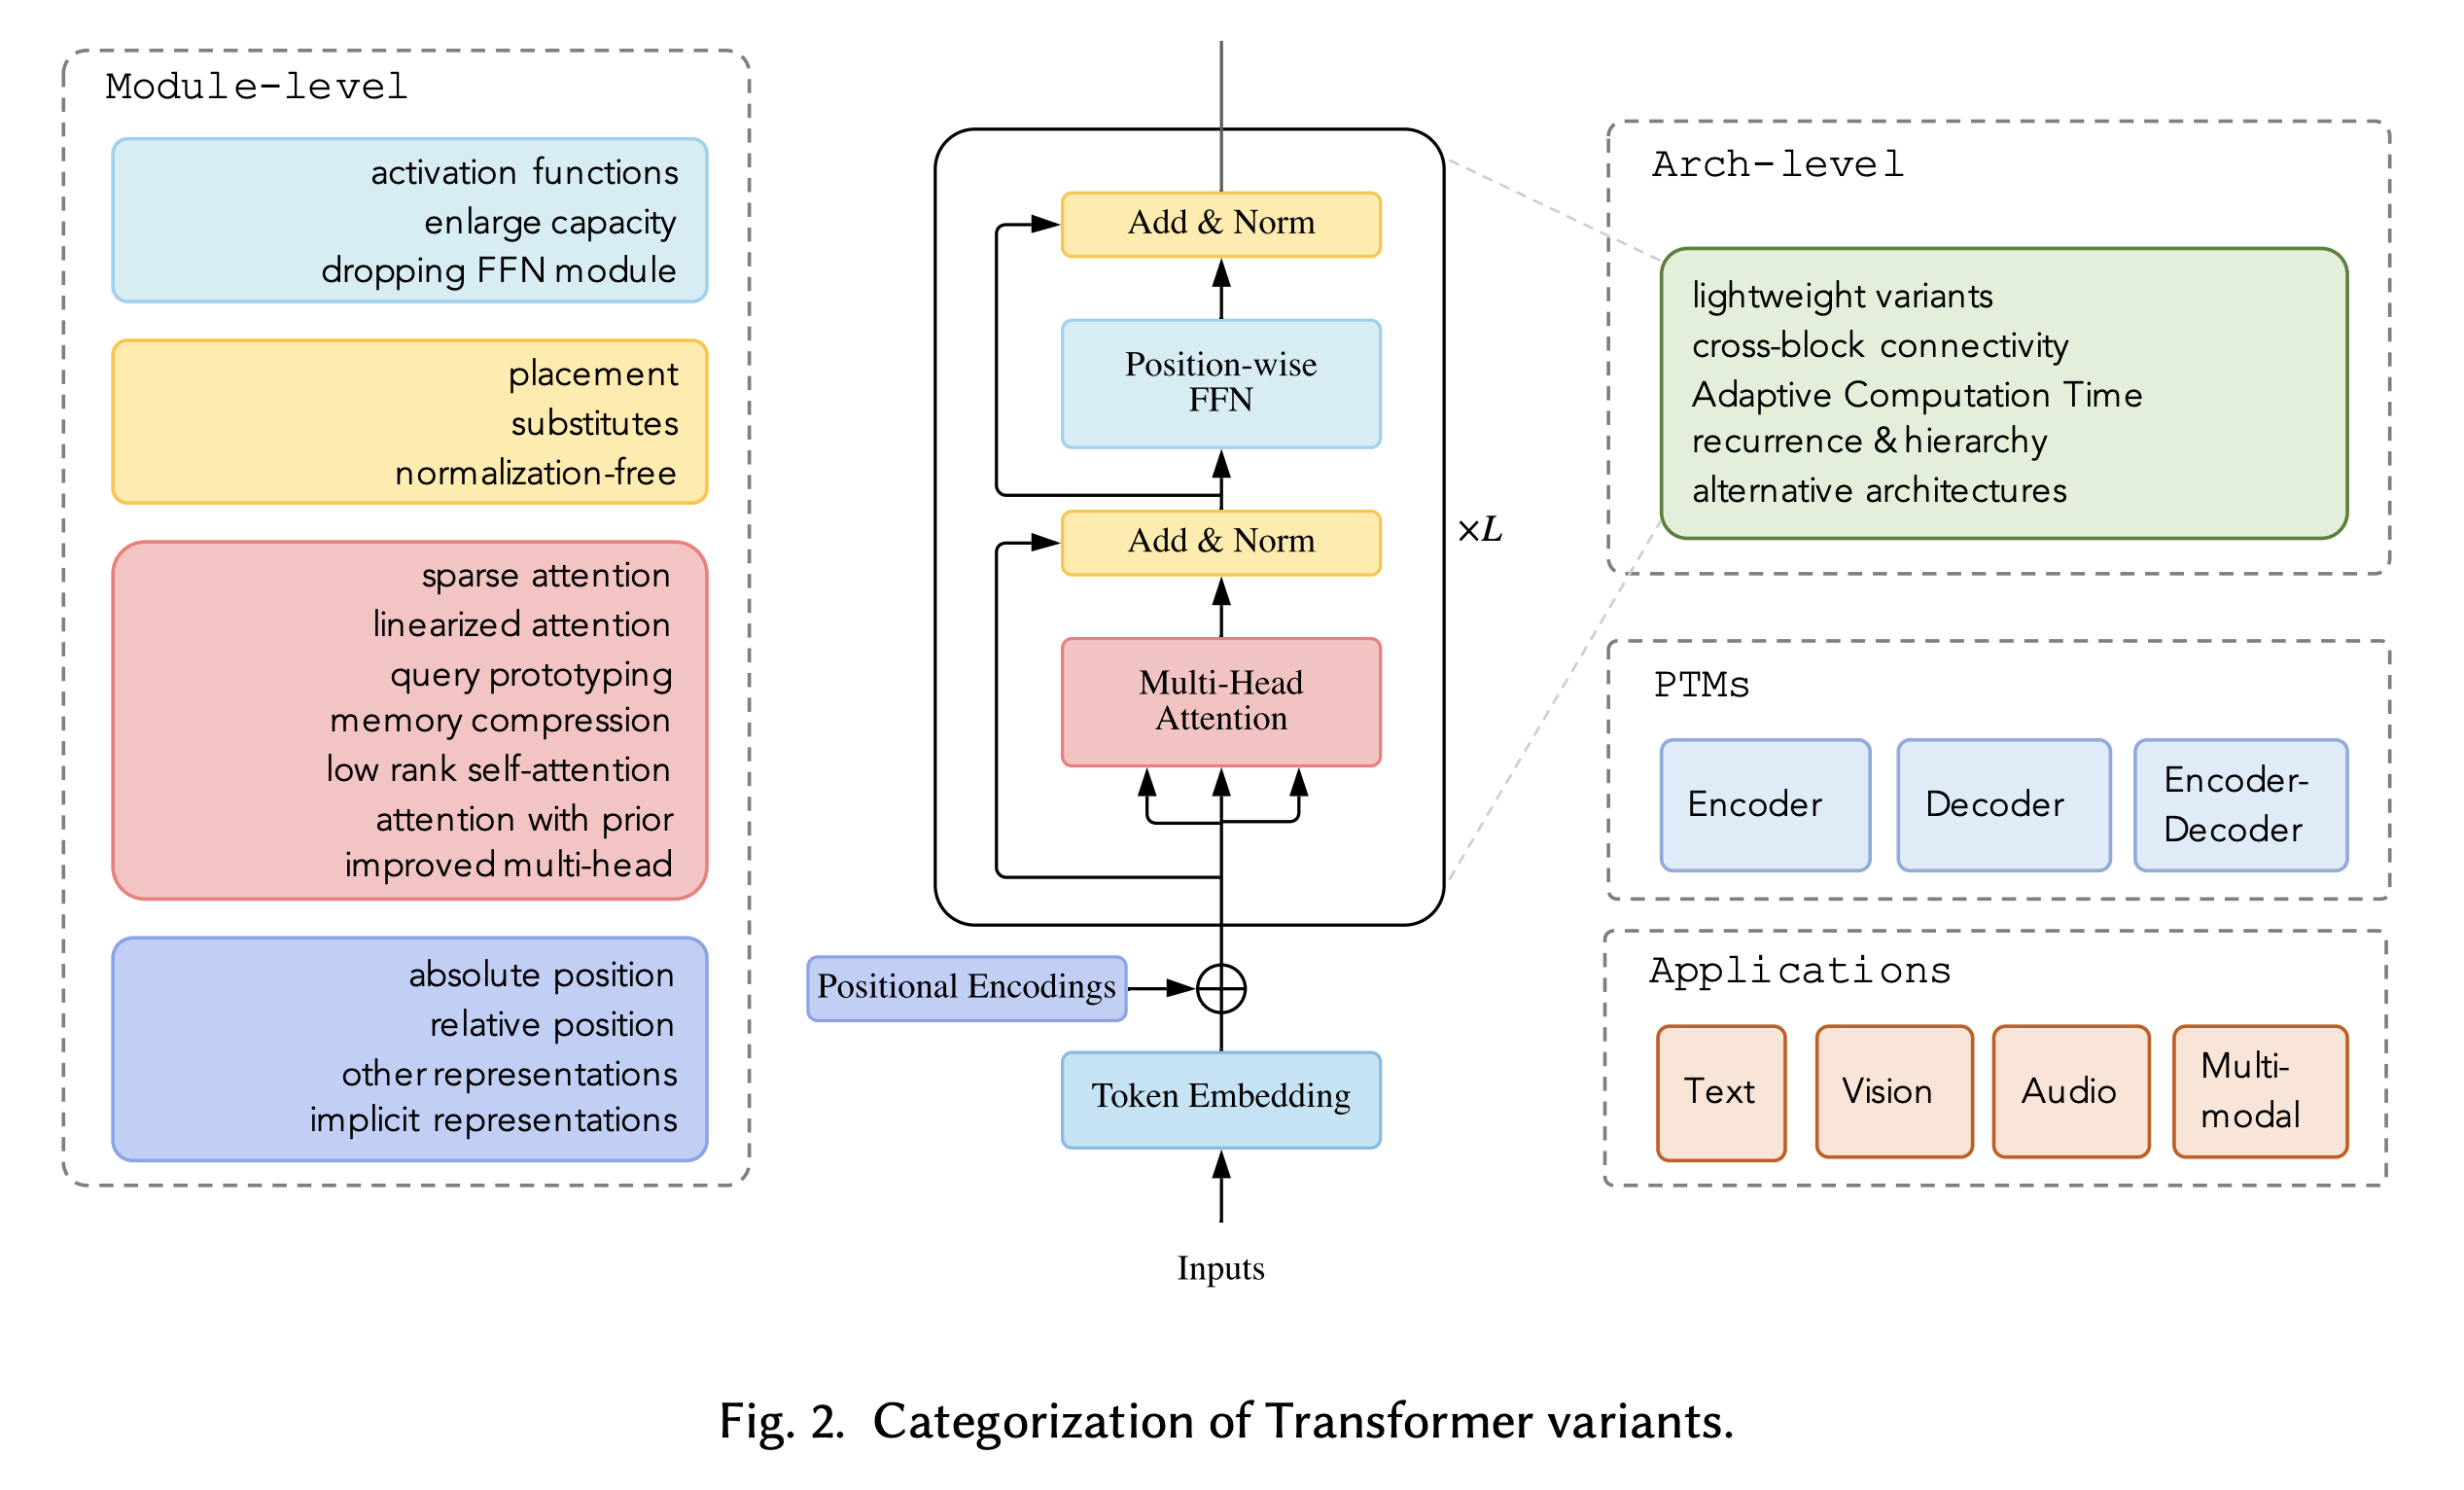 Module-level
activation functions
enlarge capacity
dropping FFN module
placement
substitutes
normalization-free
sparse attention
linearized attention
query prototyping
memory compression
low rank self-attention
attention with prior
improved multi-head
absolute position
relative position
other representations
implicit representations
Add & Norm
Position-wise
FFN
Add & Norm
Multi-Head
Attention
×L
Positional Encodings
Token Embedding
Inputs
Arch-level
lightweight variants
cross-block connectivity
Adaptive Computation Time
recurrence & hierarchy
alternative architectures
PTMs
Encoder
Decoder
Encoder-
Decoder
Applications
Text
Vision
Audio
Multi-
modal
Fig. 2. Categorization of Transformer variants.